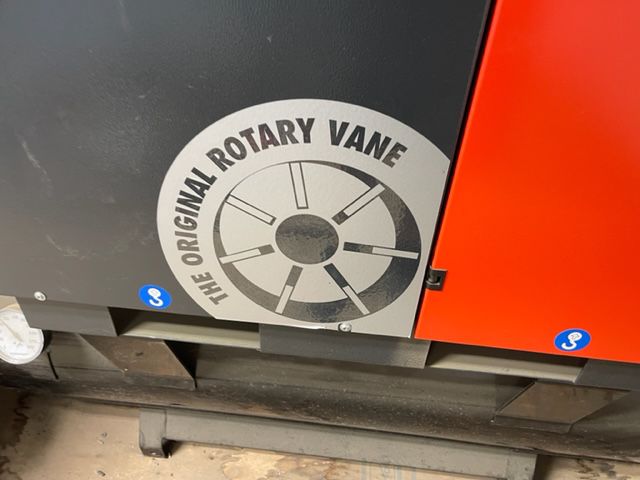 THE ORIGINAL ROTARY VANE